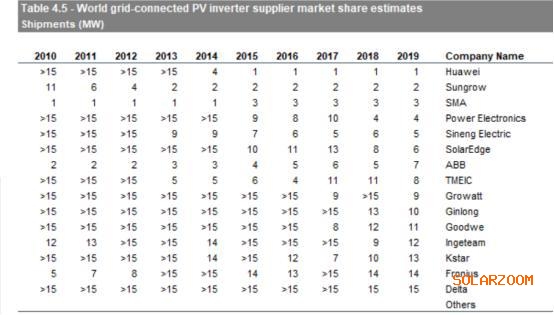 Table 4.5 - World grid-connected PV inverter supplier market share estimates
Shipments (MW)
2010 2011 2012 2013 2014 2015 2016 2017 2018 2019 Company Name
>15 >15 >15 >15 4 1 1 1 1 1 Huawei
11 6 4 2 2 2 2 2 2 2 Sungrow
1 1 1 1 1 3 3 3 3 3 SMA
>15 >15 >15 >15 >15 9 8 10 4 4 Power Electronics
>15 >15 >15 9 9 7 6 5 6 5 Sineng Electric
>15 >15 >15 >15 >15 10 11 13 8 6 SolarEdge
2 2 2 3 3 4 5 6 5 7 ABB
>15 >15 >15 5 5 6 4 11 11 8 TMEIC
>15 >15 >15 >15 >15 >15 >15 9 >15 9 Growatt
>15 >15 >15 >15 >15 >15 >15 >15 13 10 Ginlong
>15 >15 >15 >15 >15 >15 >15 8 12 11 Goodwe
12 13 >15 >15 14 >15 >15 >15 9 12 Ingeteam
>15 >15 >15 >15 14 >15 12 7 10 13 Kstar
5 7 8 >15 >15 14 13 >15 14 14 Fronius
SOLARZOOM
>15 >15 >15 >15 >15 >15 >15 >15 15 15 Delta
Others